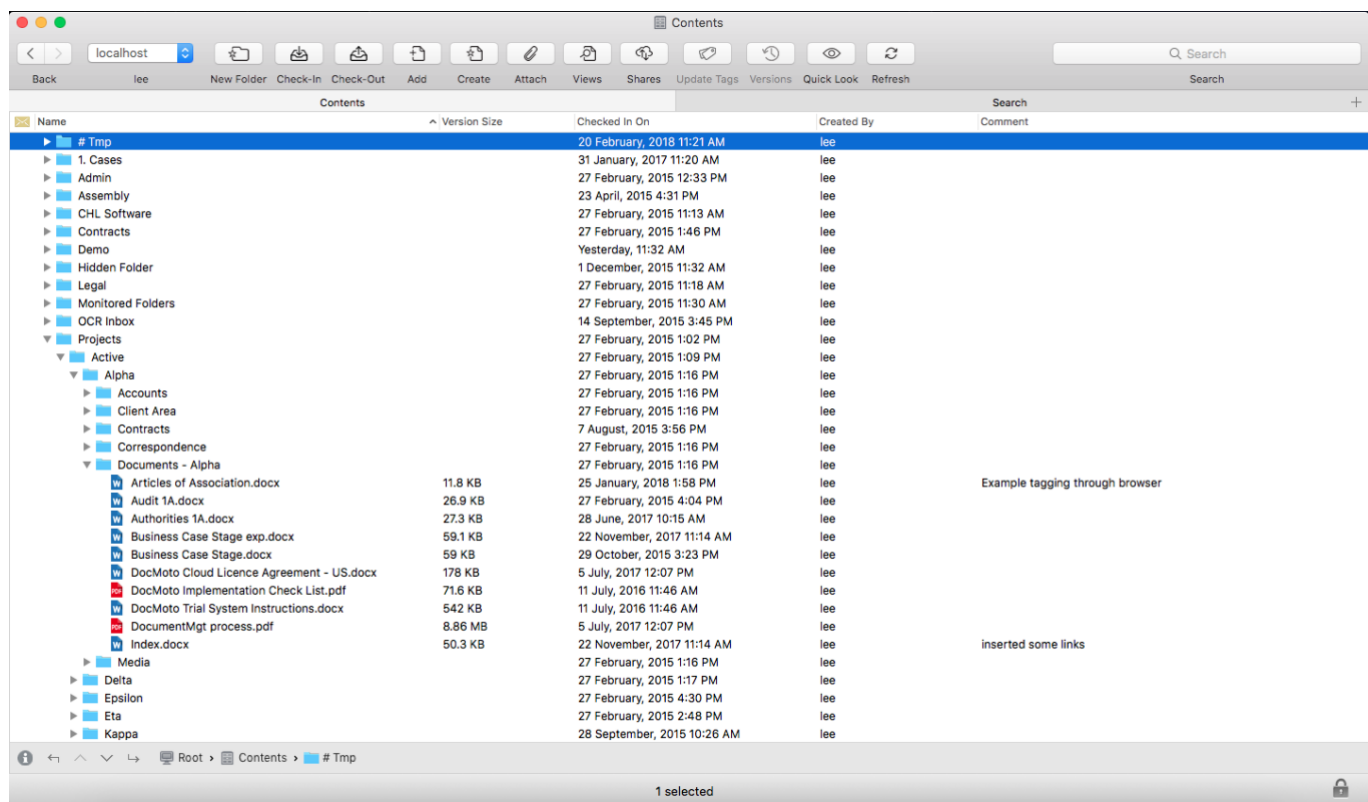 Contents
localhost
Search
Back lee New Folder Check-In Check-Out Add Create Attach Views Shares Update Tags Versions Quick Look Refresh Search
Contents Search
Name Version Size Checked In On Created By Comment
# Tmp 20 February, 2018 11:21 AM lee
1. Cases 31 January, 2017 11:20 AM lee
Admin 27 February, 2015 12:33 PM lee
Assembly 23 April, 2015 4:31 PM lee
CHL Software 27 February, 2015 11:13 AM lee
Contracts 27 February, 2015 1:46 PM lee
Demo Yesterday, 11:32 AM lee
Hidden Folder 1 December, 2015 11:32 AM lee
Legal 27 February, 2015 11:18 AM lee
Monitored Folders 27 February, 2015 11:30 AM lee
OCR Inbox 14 September, 2015 3:45 PM lee
Projects 27 February, 2015 1:02 PM lee
Active 27 February, 2015 1:09 PM lee
Alpha 27 February, 2015 1:16 PM lee
Accounts 27 February, 2015 1:16 PM lee
Client Area 27 February, 2015 1:16 PM lee
Contracts 7 August, 2015 3:56 PM lee
Correspondence 27 February, 2015 1:16 PM lee
Documents - Alpha 27 February, 2015 1:16 PM lee
W Articles of Association.docx 11.8 KB 25 January, 2018 1:58 PM lee Example tagging through browser
W Audit 1A.docx 26.9 KB 27 February, 2015 4:04 PM lee
W Authorities 1A.docx 27.3 KB 28 June, 2017 10:15 AM lee
W Business Case Stage exp.docx 59.1 KB 22 November, 2017 11:14 AM lee
W Business Case Stage.docx 59 KB 29 October, 2015 3:23 PM lee
W DocMoto Cloud Licence Agreement - US.docx 178 KB 5 July, 2017 12:07 PM lee
PDF DocMoto Implementation Check List.pdf 71.6 KB 11 July, 2016 11:46 AM lee
W DocMoto Trial System Instructions.docx 542 KB 11 July, 2016 11:46 AM lee
PDF DocumentMgt process.pdf 8.86 MB 5 July, 2017 12:07 PM lee
W Index.docx 50.3 KB 22 November, 2017 11:14 AM lee inserted some links
Media 27 February, 2015 1:16 PM lee
Delta 27 February, 2015 1:17 PM lee
Epsilon 27 February, 2015 4:30 PM lee
Eta 27 February, 2015 2:48 PM lee
Kappa 28 September, 2015 10:26 AM lee
Root › Contents › # Tmp
1 selected